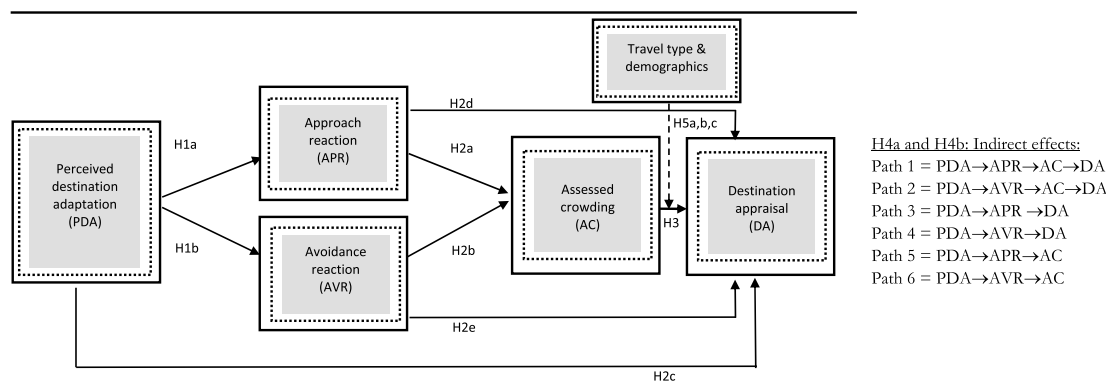 Travel type &
demographics
H2d
H5a,b,c
Approach
reaction
(APR)
H1a
H2a
Perceived
destination
adaptation
(PDA)
Assessed
crowding
(AC)
H3
Destination
appraisal
(DA)
H1b
H2b
Avoidance
reaction
(AVR)
H2e
H2c
H4a and H4b: Indirect effects:
Path 1 = PDA→APR→AC→DA
Path 2 = PDA→AVR→AC→DA
Path 3 = PDA→APR →DA
Path 4 = PDA→AVR→DA
Path 5 = PDA→APR→AC
Path 6 = PDA→AVR→AC